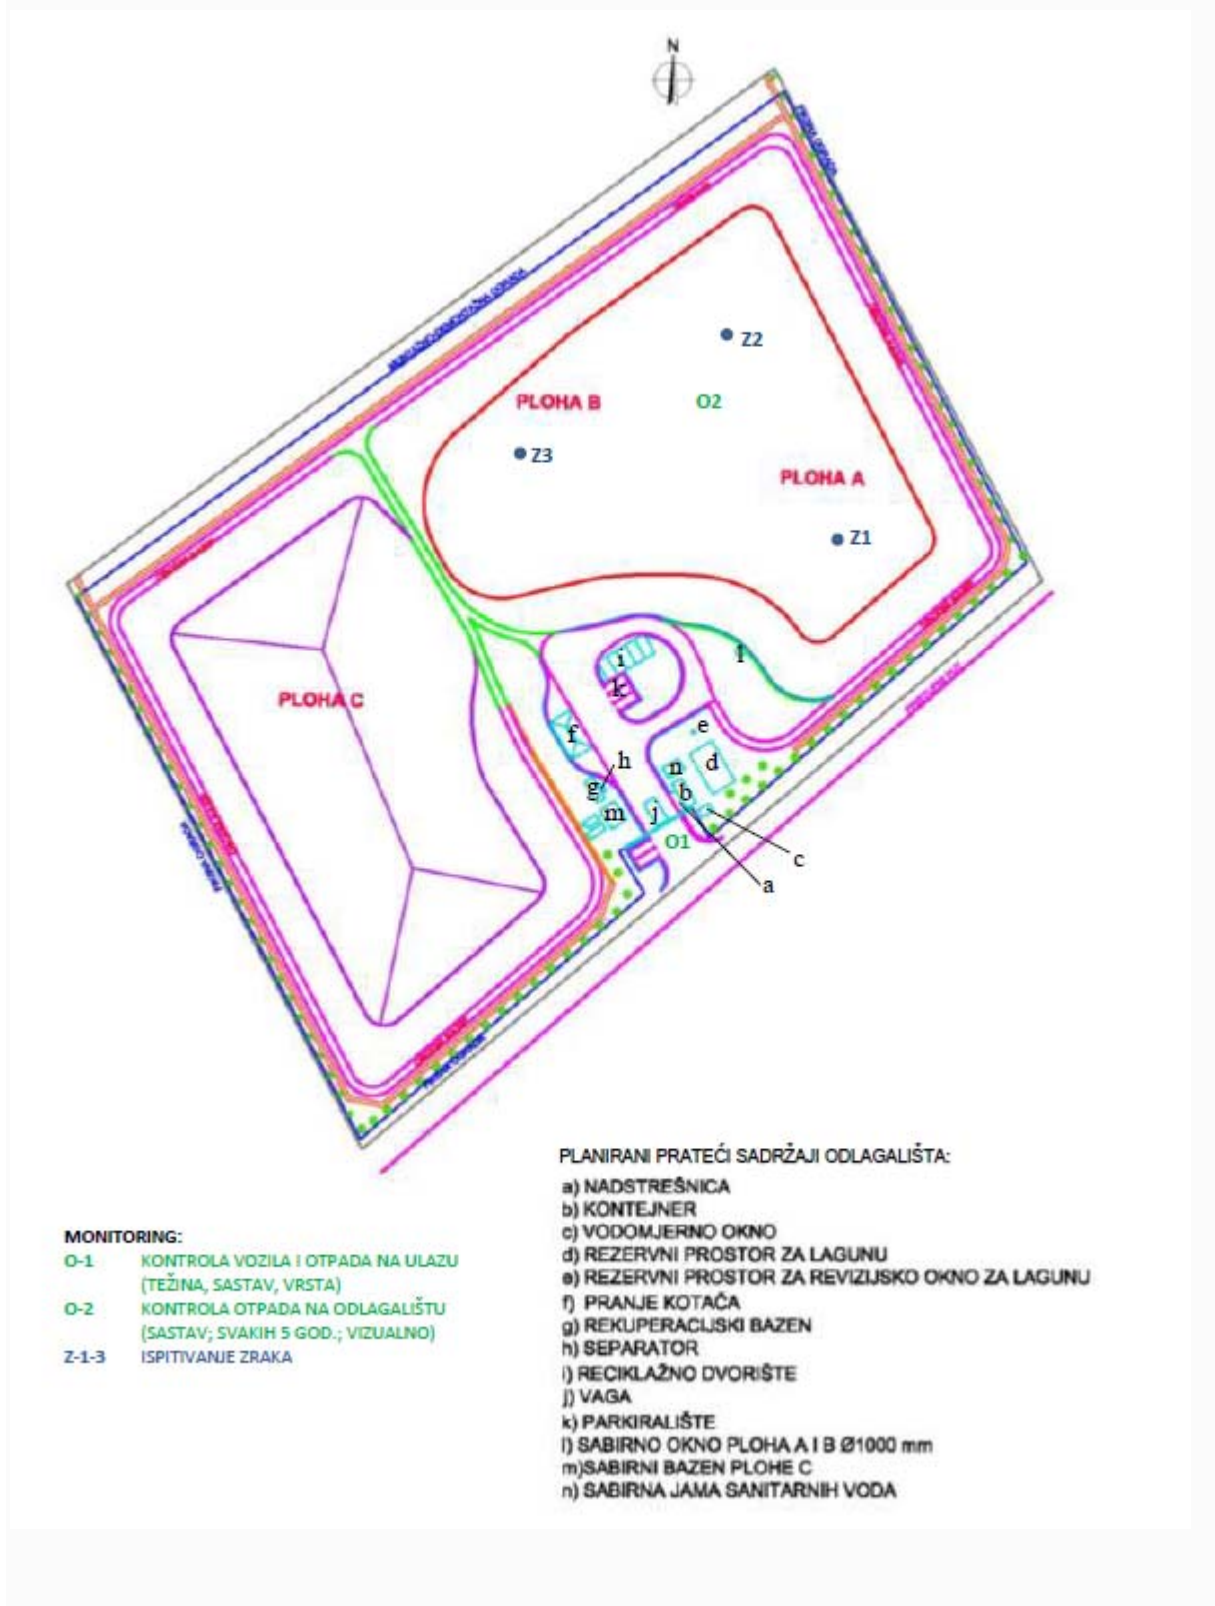 N
Z2
PLOHA B
O2
Z3
PLOHA A
Z1
i
l
k
PLOHA C
e
f
h
n
d
g
b
m
j
O1
c
a
PLANIRANI PRATEĆI SADRŽAJI ODLAGALIŠTA:
a) NADSTREŠNICA
b) KONTEJNER
c) VODOMJERNO OKNO
d) REZERVNI PROSTOR ZA LAGUNU
e) REZERVNI PROSTOR ZA REVIZIJSKO OKNO ZA LAGUNU
f) PRANJE KOTAČA
g) REKUPERACIJSKI BAZEN
h) SEPARATOR
i) RECIKLAŽNO DVORIŠTE
j) VAGA
k) PARKIRALIŠTE
l) SABIRNO OKNO PLOHA A I B Ø1000 mm
m)SABIRNI BAZEN PLOHE C
n) SABIRNA JAMA SANITARNIH VODA
MONITORING:
O-1 KONTROLA VOZILA I OTPADA NA ULAZU
(TEŽINA, SASTAV, VRSTA)
O-2 KONTROLA OTPADA NA ODLAGALIŠTU
(SASTAV; SVAKIH 5 GOD.; VIZUALNO)
Z-1-3 ISPITIVANJE ZRAKA